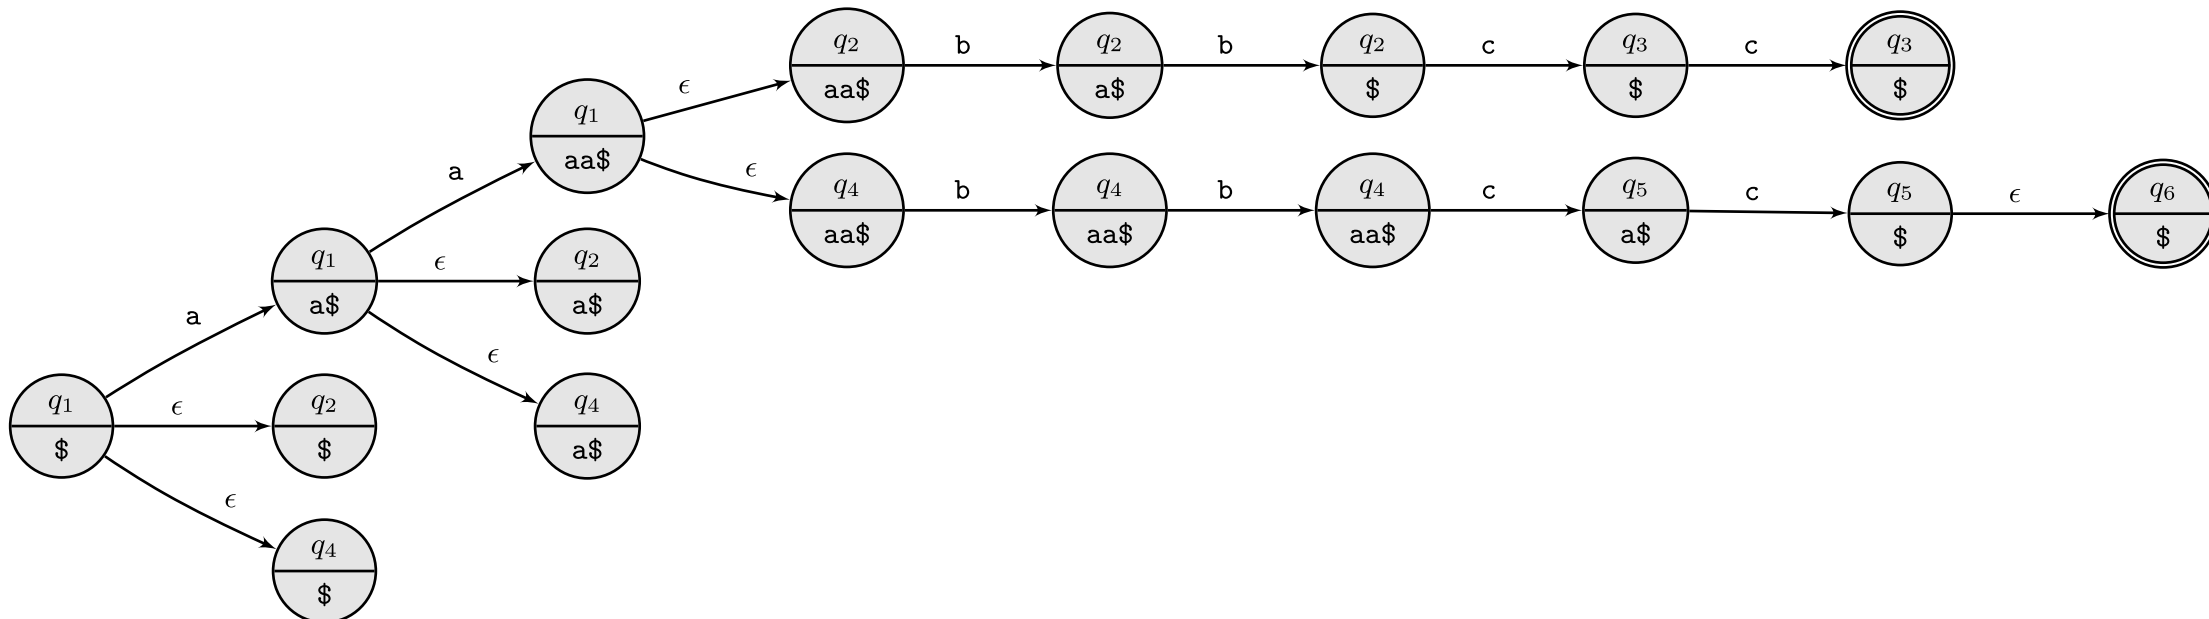 q2 b q2 b q2 c q3 c q3
aa$ a$ $ $ $
q1 ϵ
aa$
a ϵ
q4 b q4 b q4 c q5 c q5 ϵ q6
aa$ aa$ aa$ a$ $ $
q1 ϵ q2
a$ a$
a ϵ
q4
a$
q1 ϵ q2
$ $
ϵ
q4
$